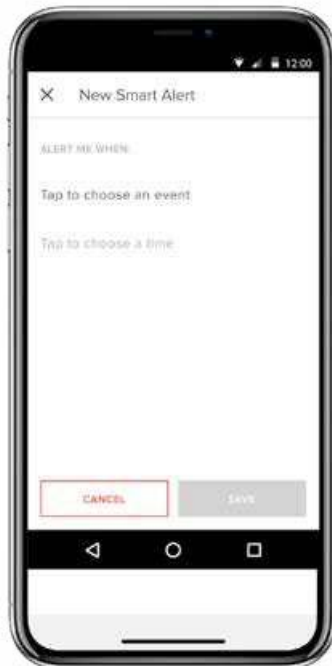 12:00
New Smart Alert
ALERT ME WHEN:
Tap to choose an event
Tap to choose a time
CANCEL
SAVE